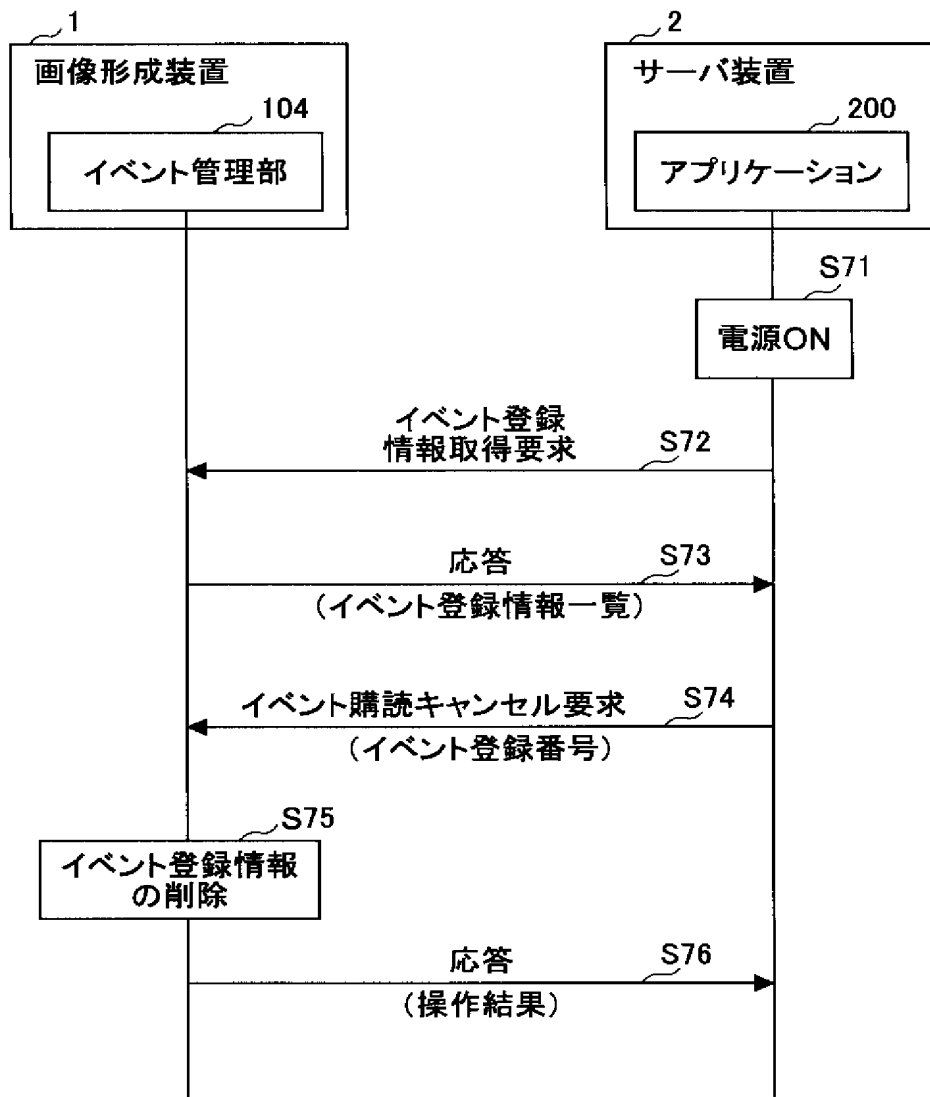 1
画像形成装置
104
イベント管理部
2
サーバ装置
200
アプリケーション
S71
電源ON
イベント登録
情報取得要求
S72
応答
S73
(イベント登録情報一覧)
イベント購読キャンセル要求
S74
(イベント登録番号)
S75
イベント登録情報
の削除
応答
S76
(操作結果)